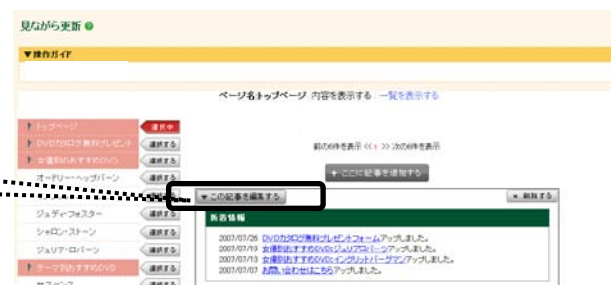 見ながら更新
▼操作ガイド
ページ名トップページ 内容を表示する 一覧を表示する
トップページ 選択中
DVDカタログ無料プレゼント 選択する
女優別おすすめDVD 選択する
前の6件を表示 << 1 >> 次の6件を表示
オードリー・ヘップバーン 選択する
+ ここに記事を追加する
▼この記事を編集する
× 削除する
ジョディ・フォスター 選択する
新着情報
シャロン・ストーン 選択する
2007/07/26 DVDカタログ無料プレゼントフォームアップしました。
ジュリア・ロバーツ 選択する
2007/07/19 女優別おすすめDVD:ジュリアロバーツアップしました。
2007/07/13 女優別おすすめDVD:イングリットバーグマンアップしました。
テーマ別おすすめDVD 選択する
2007/07/07 お問い合わせはこちらアップしました。
サスペンス 選択する